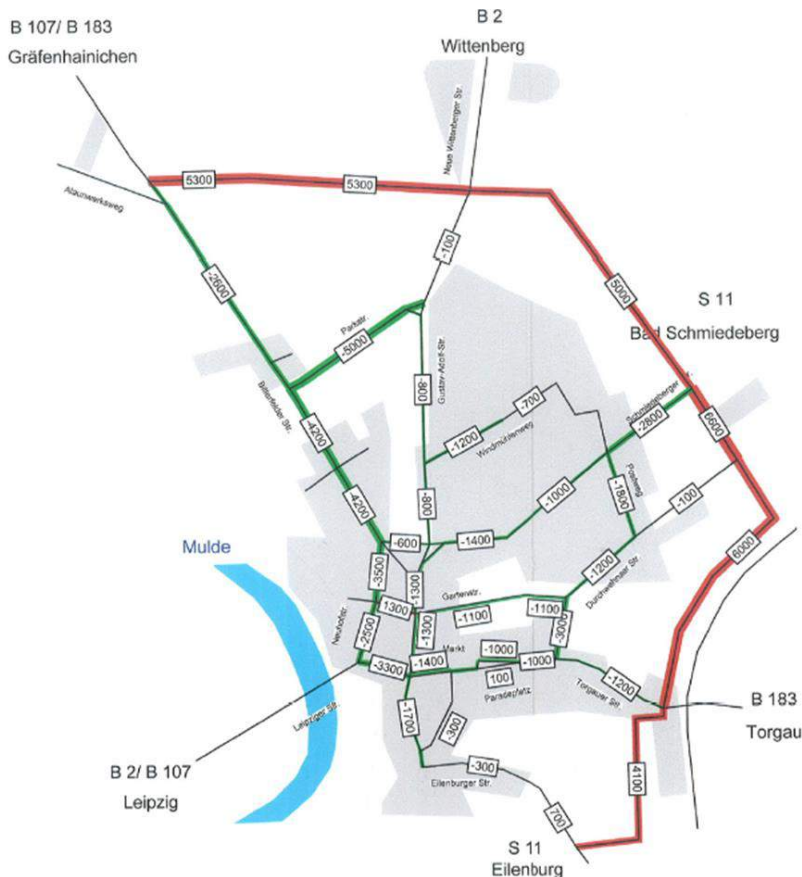 B 107/ B 183
Gräfenhainichen
B 2
Wittenberg
Neue Wittenberger Str.
Alaunwerksweg
5300
5300
-100
-2600
5000
S 11
Bad Schmiedeberg
Parkstr.
-5000
Gustav-Adolf-Str.
-800
-700
Schmiedeberger Str.
-2800
6600
Bitterfelder Str.
-4200
-1200
Windmühlenweg
-1000
Postweg
-1800
-100
-4200
-800
-600
-1400
6000
Mulde
-3500
-1300
-1200
Durchwehnaer Str.
Gartenstr.
1300
-1100
-1100
Neuhofstr.
-2500
-1300
-300
Markt
-1000
-3300
-1400
-1000
100
Paradeplatz
Torgauer Str.
-1200
B 183
Torgau
Leipziger Str.
-1700
-300
B 2/ B 107
Leipzig
-300
Eilenburger Str.
4100
700
S 11
Eilenburg